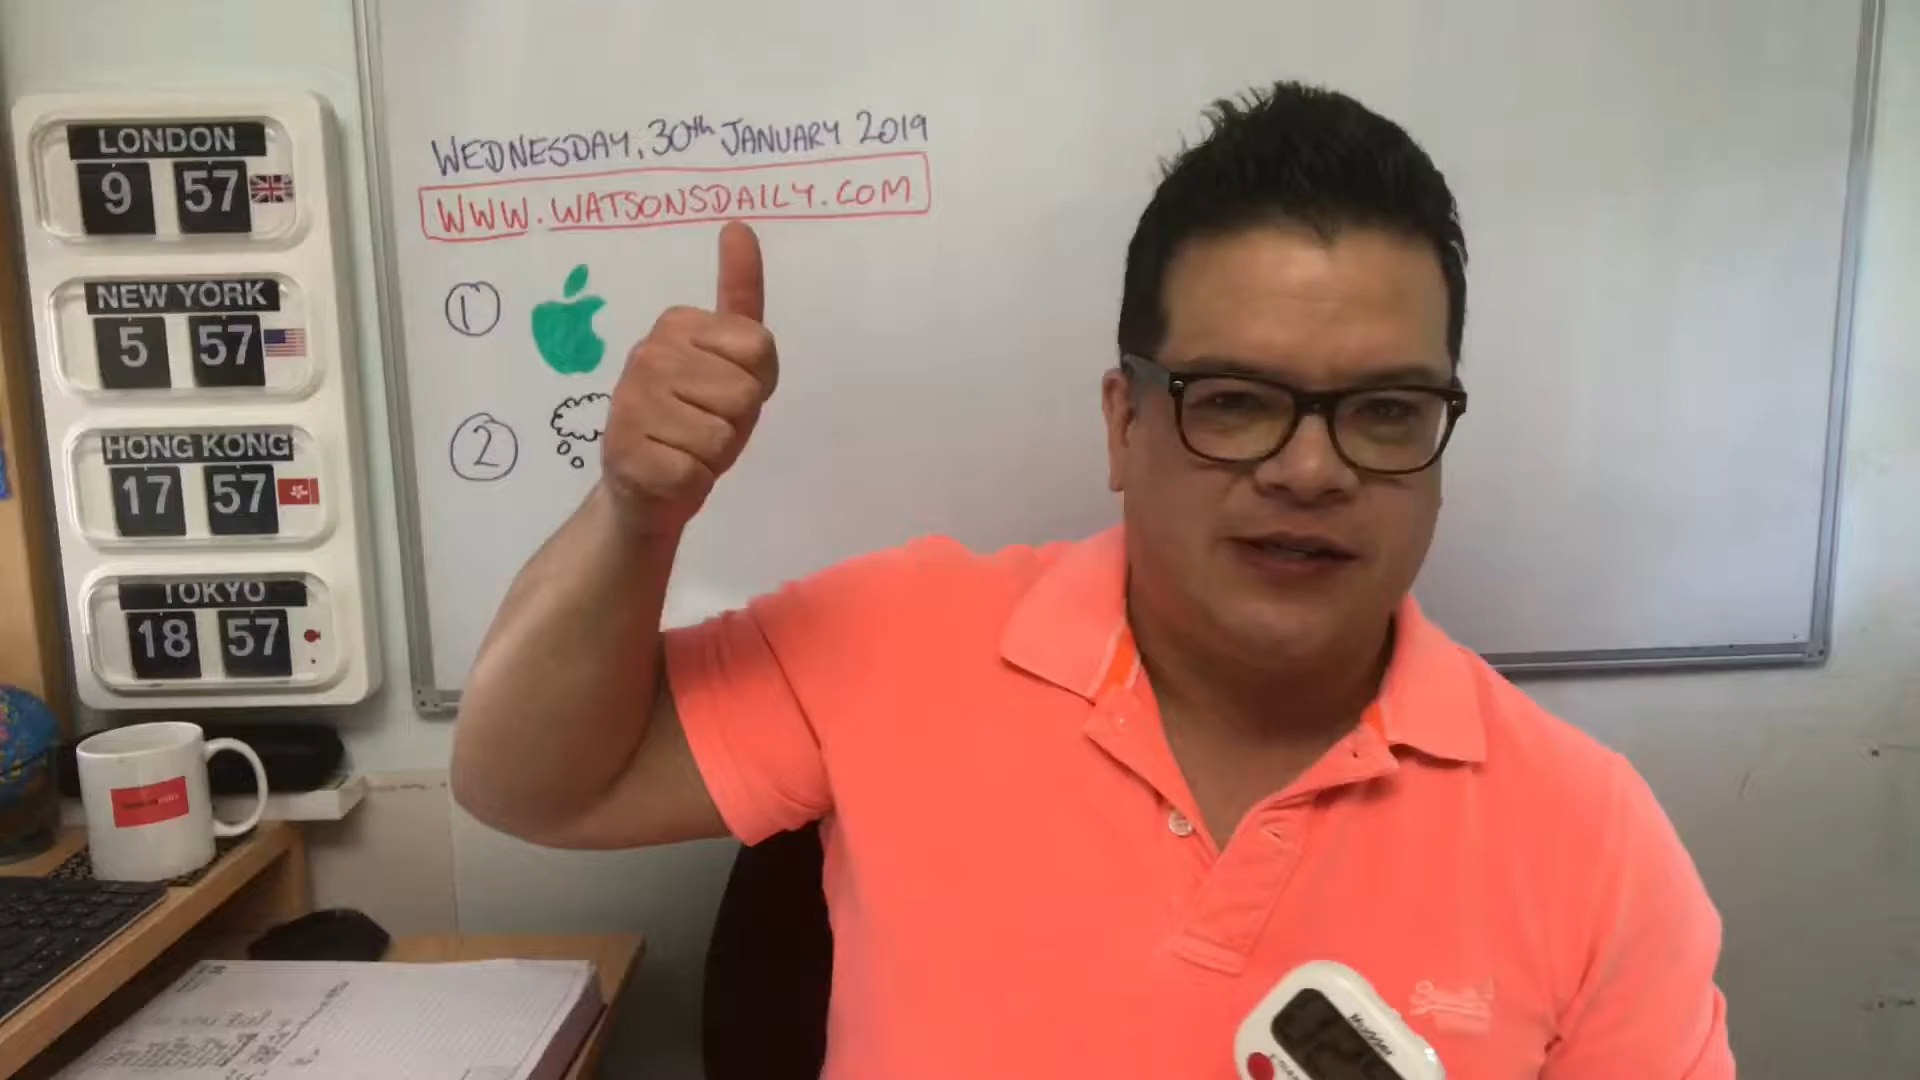 WEDNESDAY, 30th JANUARY 2019
WWW.WATSONSDAILY.COM
1
2
LONDON
9 57
NEW YORK
5 57
HONG KONG
17 57
TOKYO
18 57